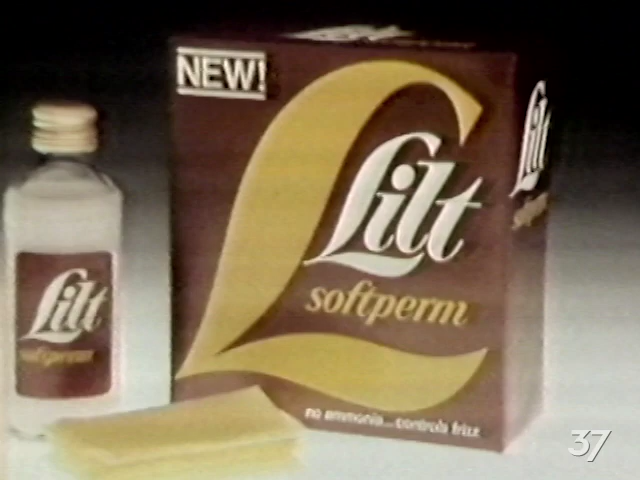 NEW!
Lilt
softperm
no ammonia...controls frizz
Lilt
softperm
Lilt
softperm
37